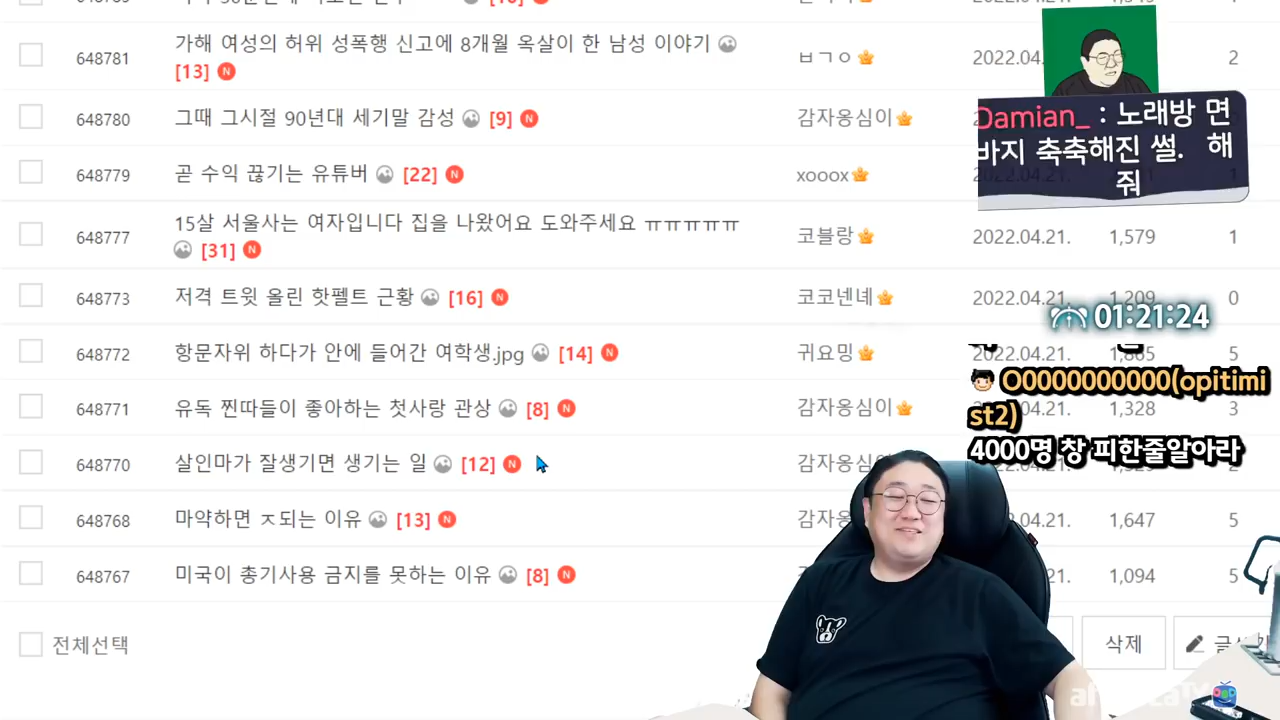 648781
가해 여성의 허위 성폭행 신고에 8개월 옥살이 한 남성 이야기
[13] N
ㅂㄱㅇ
2022.04.
2
648780
그때 그시절 90년대 세기말 감성 [9] N
감자옹심이
648779
곧 수익 끊기는 유튜버 [22] N
xooox
Damian_ : 노래방 면
바지 축축해진 썰. 해
줘
648777
15살 서울사는 여자입니다 집을 나왔어요 도와주세요 ㅠㅠㅠㅠㅠ
[31] N
코블랑
2022.04.21.
1,579
1
648773
저격 트윗 올린 핫펠트 근황 [16] N
코코넨네
2022.04.21.
1,209
0
01:21:24
648772
항문자위 하다가 안에 들어간 여학생.jpg [14] N
귀요밍
2022.04.21.
1,865
5
648771
유독 찐따들이 좋아하는 첫사랑 관상 [8] N
감자옹심이
1,328
3
O0000000000(opitimi
st2)
4000명 창 피한줄알아라
648770
살인마가 잘생기면 생기는 일 [12] N
648768
마약하면 ㅈ되는 이유 [13] N
1,647
5
648767
미국이 총기사용 금지를 못하는 이유 [8] N
1,094
5
전체선택
삭제